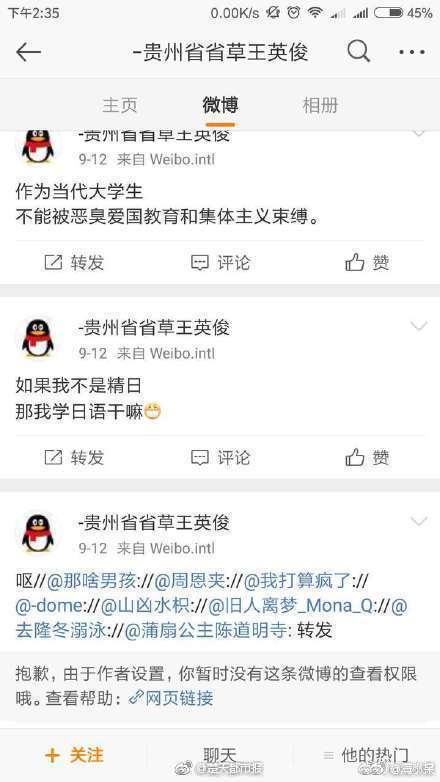 下午2:35 0.00K/s 45%
-贵州省省草王英俊
主页 微博 相册
-贵州省省草王英俊
9-12 来自 Weibo.intl
作为当代大学生
不能被恶臭爱国教育和集体主义束缚。
转发 评论 赞
-贵州省省草王英俊
9-12 来自 Weibo.intl
如果我不是精日
那我学日语干嘛😷
转发 评论 赞
-贵州省省草王英俊
9-12 来自 Weibo.intl
呕//@那啥男孩://@周恩夹://@我打算疯了://
@-dome://@山凶水枳://@旧人离梦_Mona_Q://@
去隆冬溺泳://@蒲扇公主陈道明寺: 转发
抱歉，由于作者设置，你暂时没有这条微博的查看权限
哦。查看帮助： 网页链接
+ 关注 聊天 他的热门